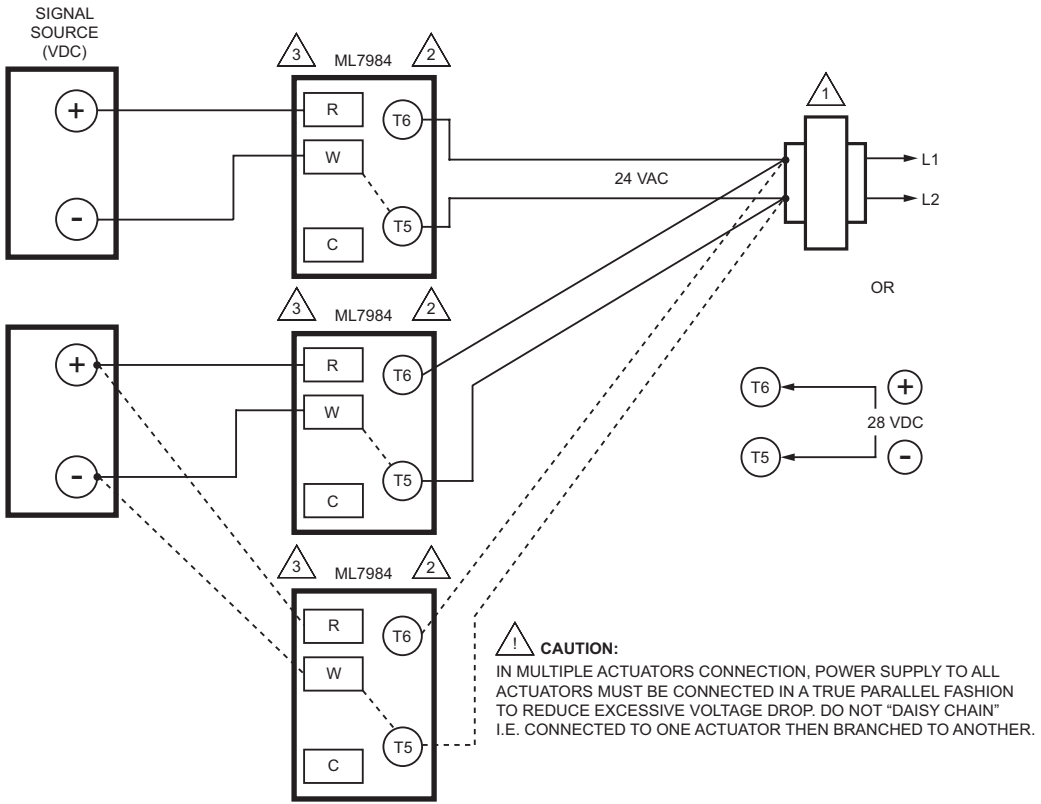 SIGNAL
SOURCE
(VDC)
+
-
3
ML7984
2
R
W
C
T6
T5
24 VAC
1
L1
L2
OR
+
-
3
ML7984
2
R
W
C
T6
T5
T6
T5
+
28 VDC
-
3
ML7984
2
R
W
C
T6
T5
! CAUTION:
IN MULTIPLE ACTUATORS CONNECTION, POWER SUPPLY TO ALL
ACTUATORS MUST BE CONNECTED IN A TRUE PARALLEL FASHION
TO REDUCE EXCESSIVE VOLTAGE DROP. DO NOT “DAISY CHAIN”
I.E. CONNECTED TO ONE ACTUATOR THEN BRANCHED TO ANOTHER.